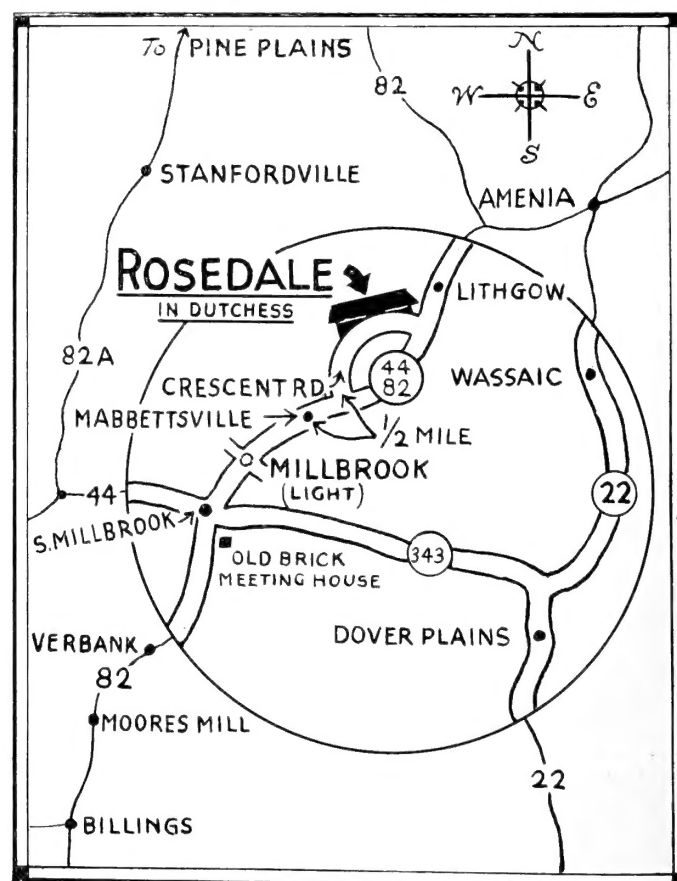 To PINE PLAINS
N
82
W E
S
STANFORDVILLE
AMENIA
ROSEDALE
IN DUTCHESS
LITHGOW
82A
44
82
CRESCENT RD.
WASSAIC
MABBETTSVILLE
1/2 MILE
MILLBROOK
(LIGHT)
44
22
S. MILLBROOK
343
OLD BRICK
MEETING HOUSE
DOVER PLAINS
VERBANK
82
MOORES MILL
22
BILLINGS